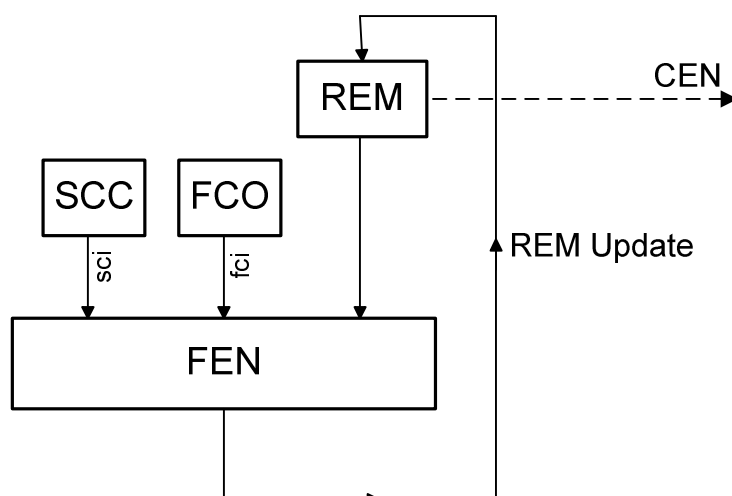 CEN
REM
SCC
FCO
sci
fci
REM Update
FEN